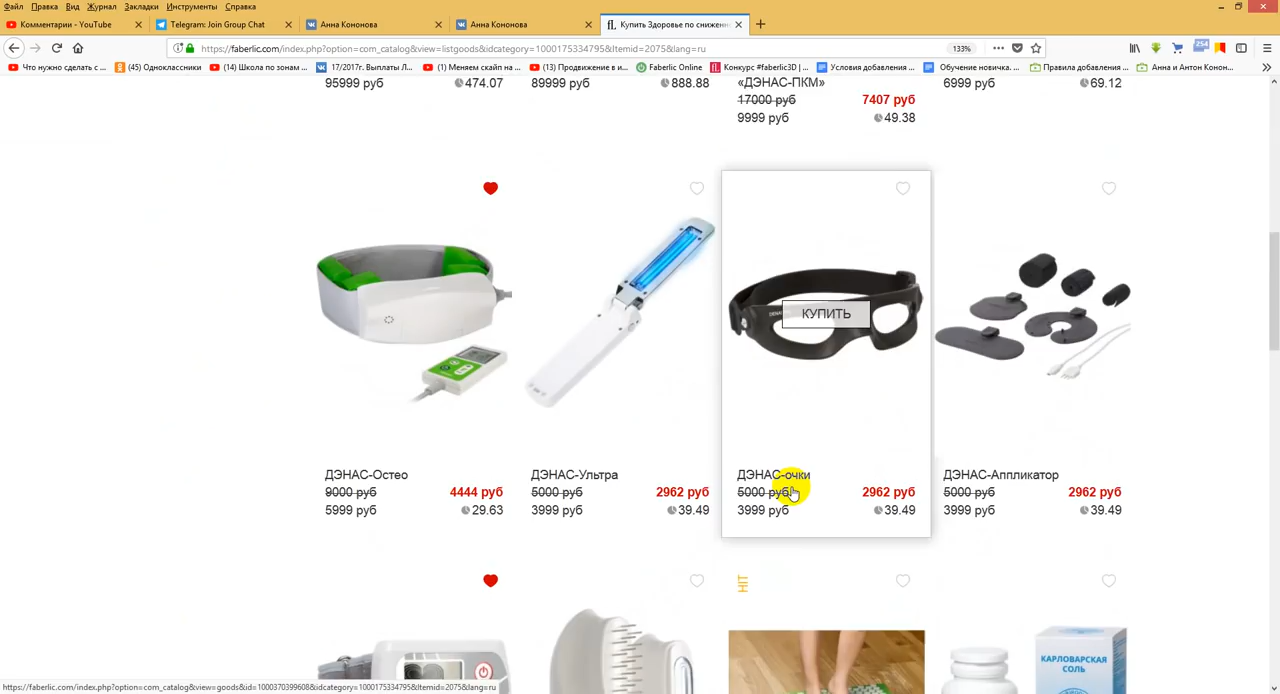 Файл Правка Вид Журнал Закладки Инструменты Справка
Комментарии - YouTube
Telegram: Join Group Chat
Анна Кононова
Анна Кононова
Купить Здоровье по снижен
https://faberlic.com/index.php?option=com_catalog&view=listgoods&idcategory=1000175334795&Itemid=2075&lang=ru
133%
254
Что нужно сделать с ... (45) Одноклассники (14) Школа по зонам ... 17/2017г. Выплаты Л... (1) Меняем скайп на ... (13) Продвижение в и... Faberlic Online Конкурс #faberlic3D | ... Условия добавления ... Обучение новичка. ... Правила добавления . ... Анна и Антон Конон...
95999 руб 474.07
89999 руб 888.88
«ДЭНАС-ПКМ»
17000 руб 7407 руб
9999 руб 49.38
6999 руб 69.12
КУПИТЬ
ДЭНАС-Остео
9000 руб 4444 руб
5999 руб 29.63
ДЭНАС-Ультра
5000 руб 2962 руб
3999 руб 39.49
ДЭНАС-очки
5000 руб 2962 руб
3999 руб 39.49
ДЭНАС-Аппликатор
5000 руб 2962 руб
3999 руб 39.49
HIT
КАРЛОВАРСКАЯ
СОЛЬ
https://faberlic.com/index.php?option=com_catalog&view=goods&id=1000370399608&idcategory=1000175334795&Itemid=2075&lang=ru